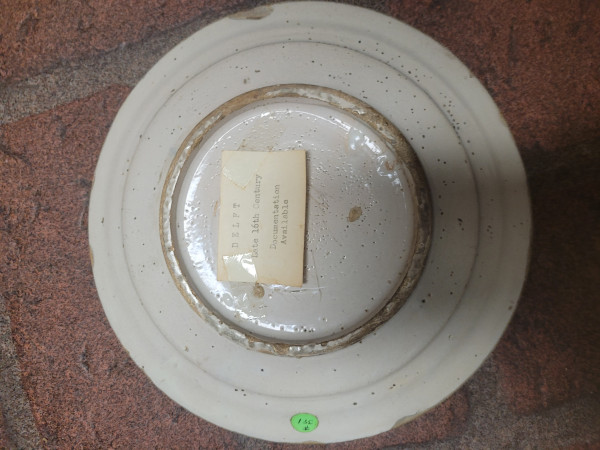 DELFT
Late 16th Century
Documentation
Available